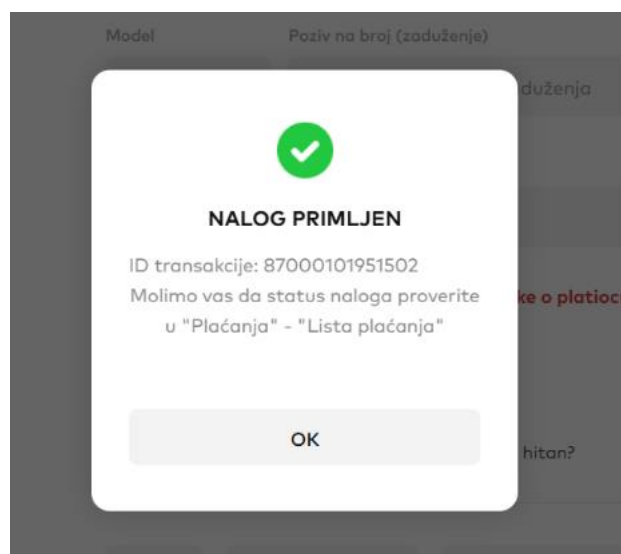 Model
Poziv na broj (zaduženje)
duženja
NALOG PRIMLJEN
ID transakcije: 87000101951502
Molimo vas da status naloga proverite
u "Plaćanja" - "Lista plaćanja"
ke o platioc
OK
hitan?